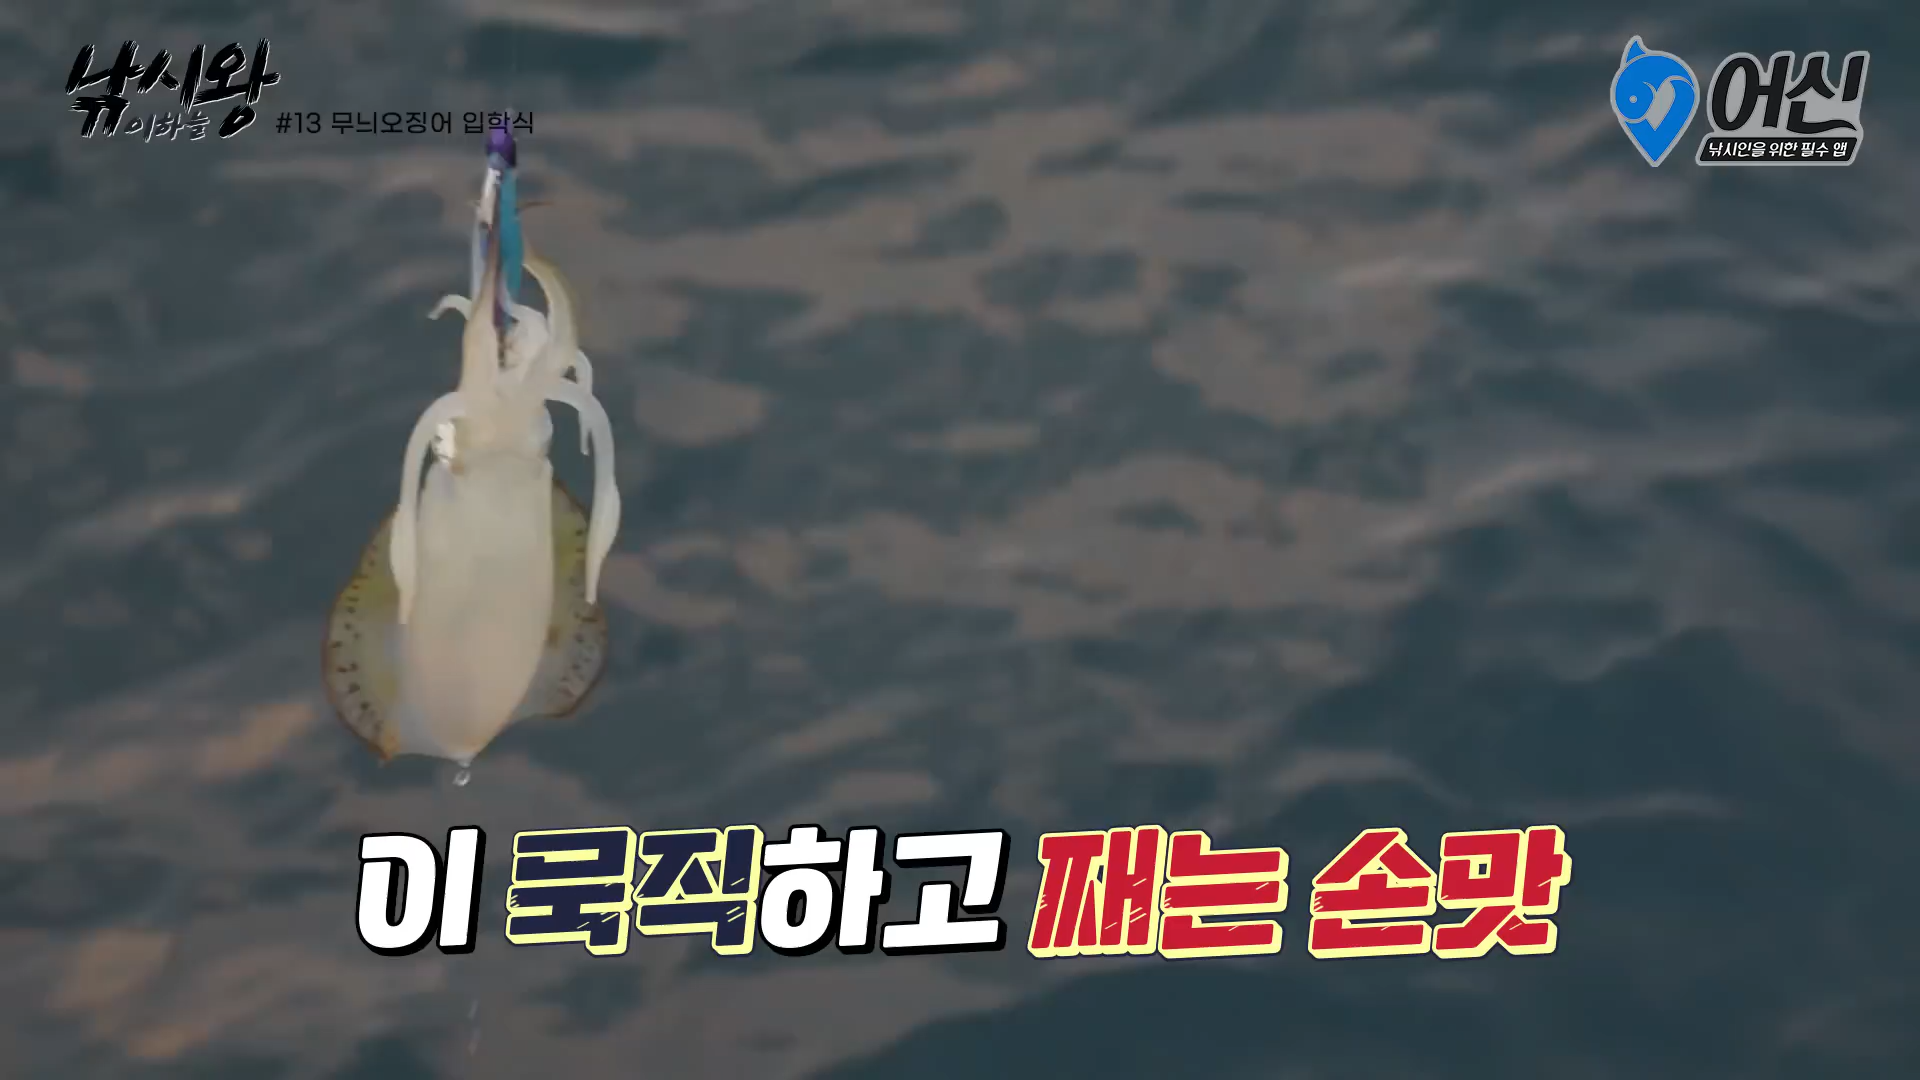 낚시왕
이하늘
#13 무늬오징어 입학식
어신
낚시인을 위한 필수 앱
이 묵직하고 째는 손맛